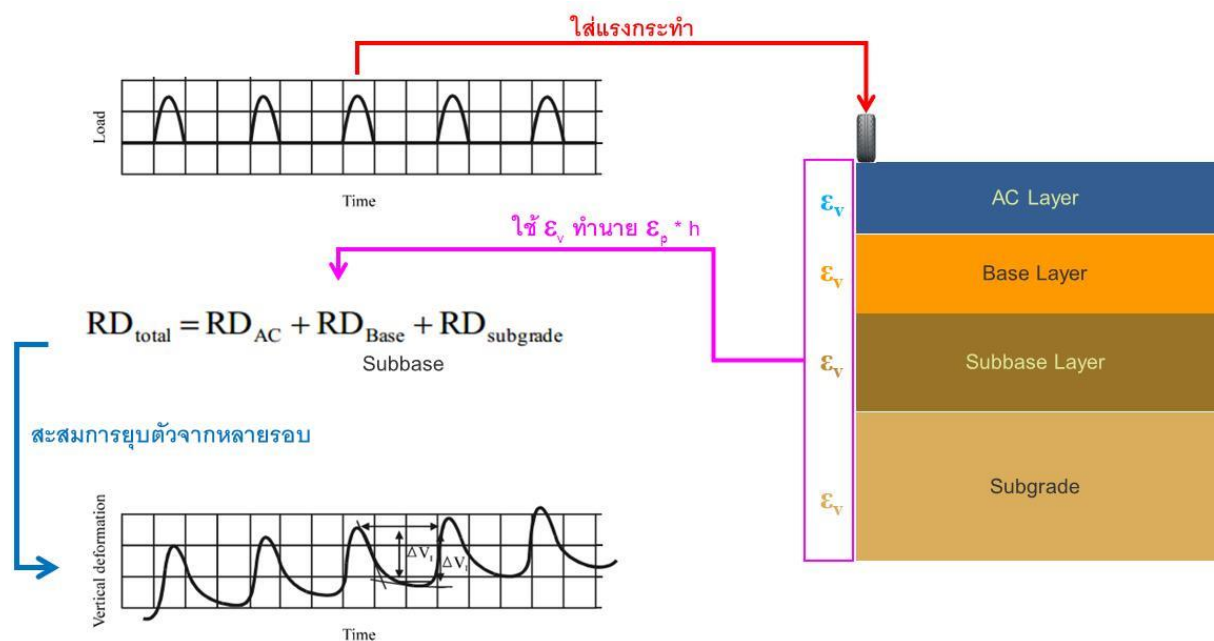 ใส่แรงกระทำ
Load
Time
AC Layer
Base Layer
Subbase Layer
Subgrade
εv
εv
εv
εv
ใช้ εv ทำนาย εp * h
RDtotal = RDAC + RDBase + RDsubgrade
Subbase
สะสมการยุบตัวจากหลายรอบ
Vertical deformation
ΔVr
ΔVt
Time